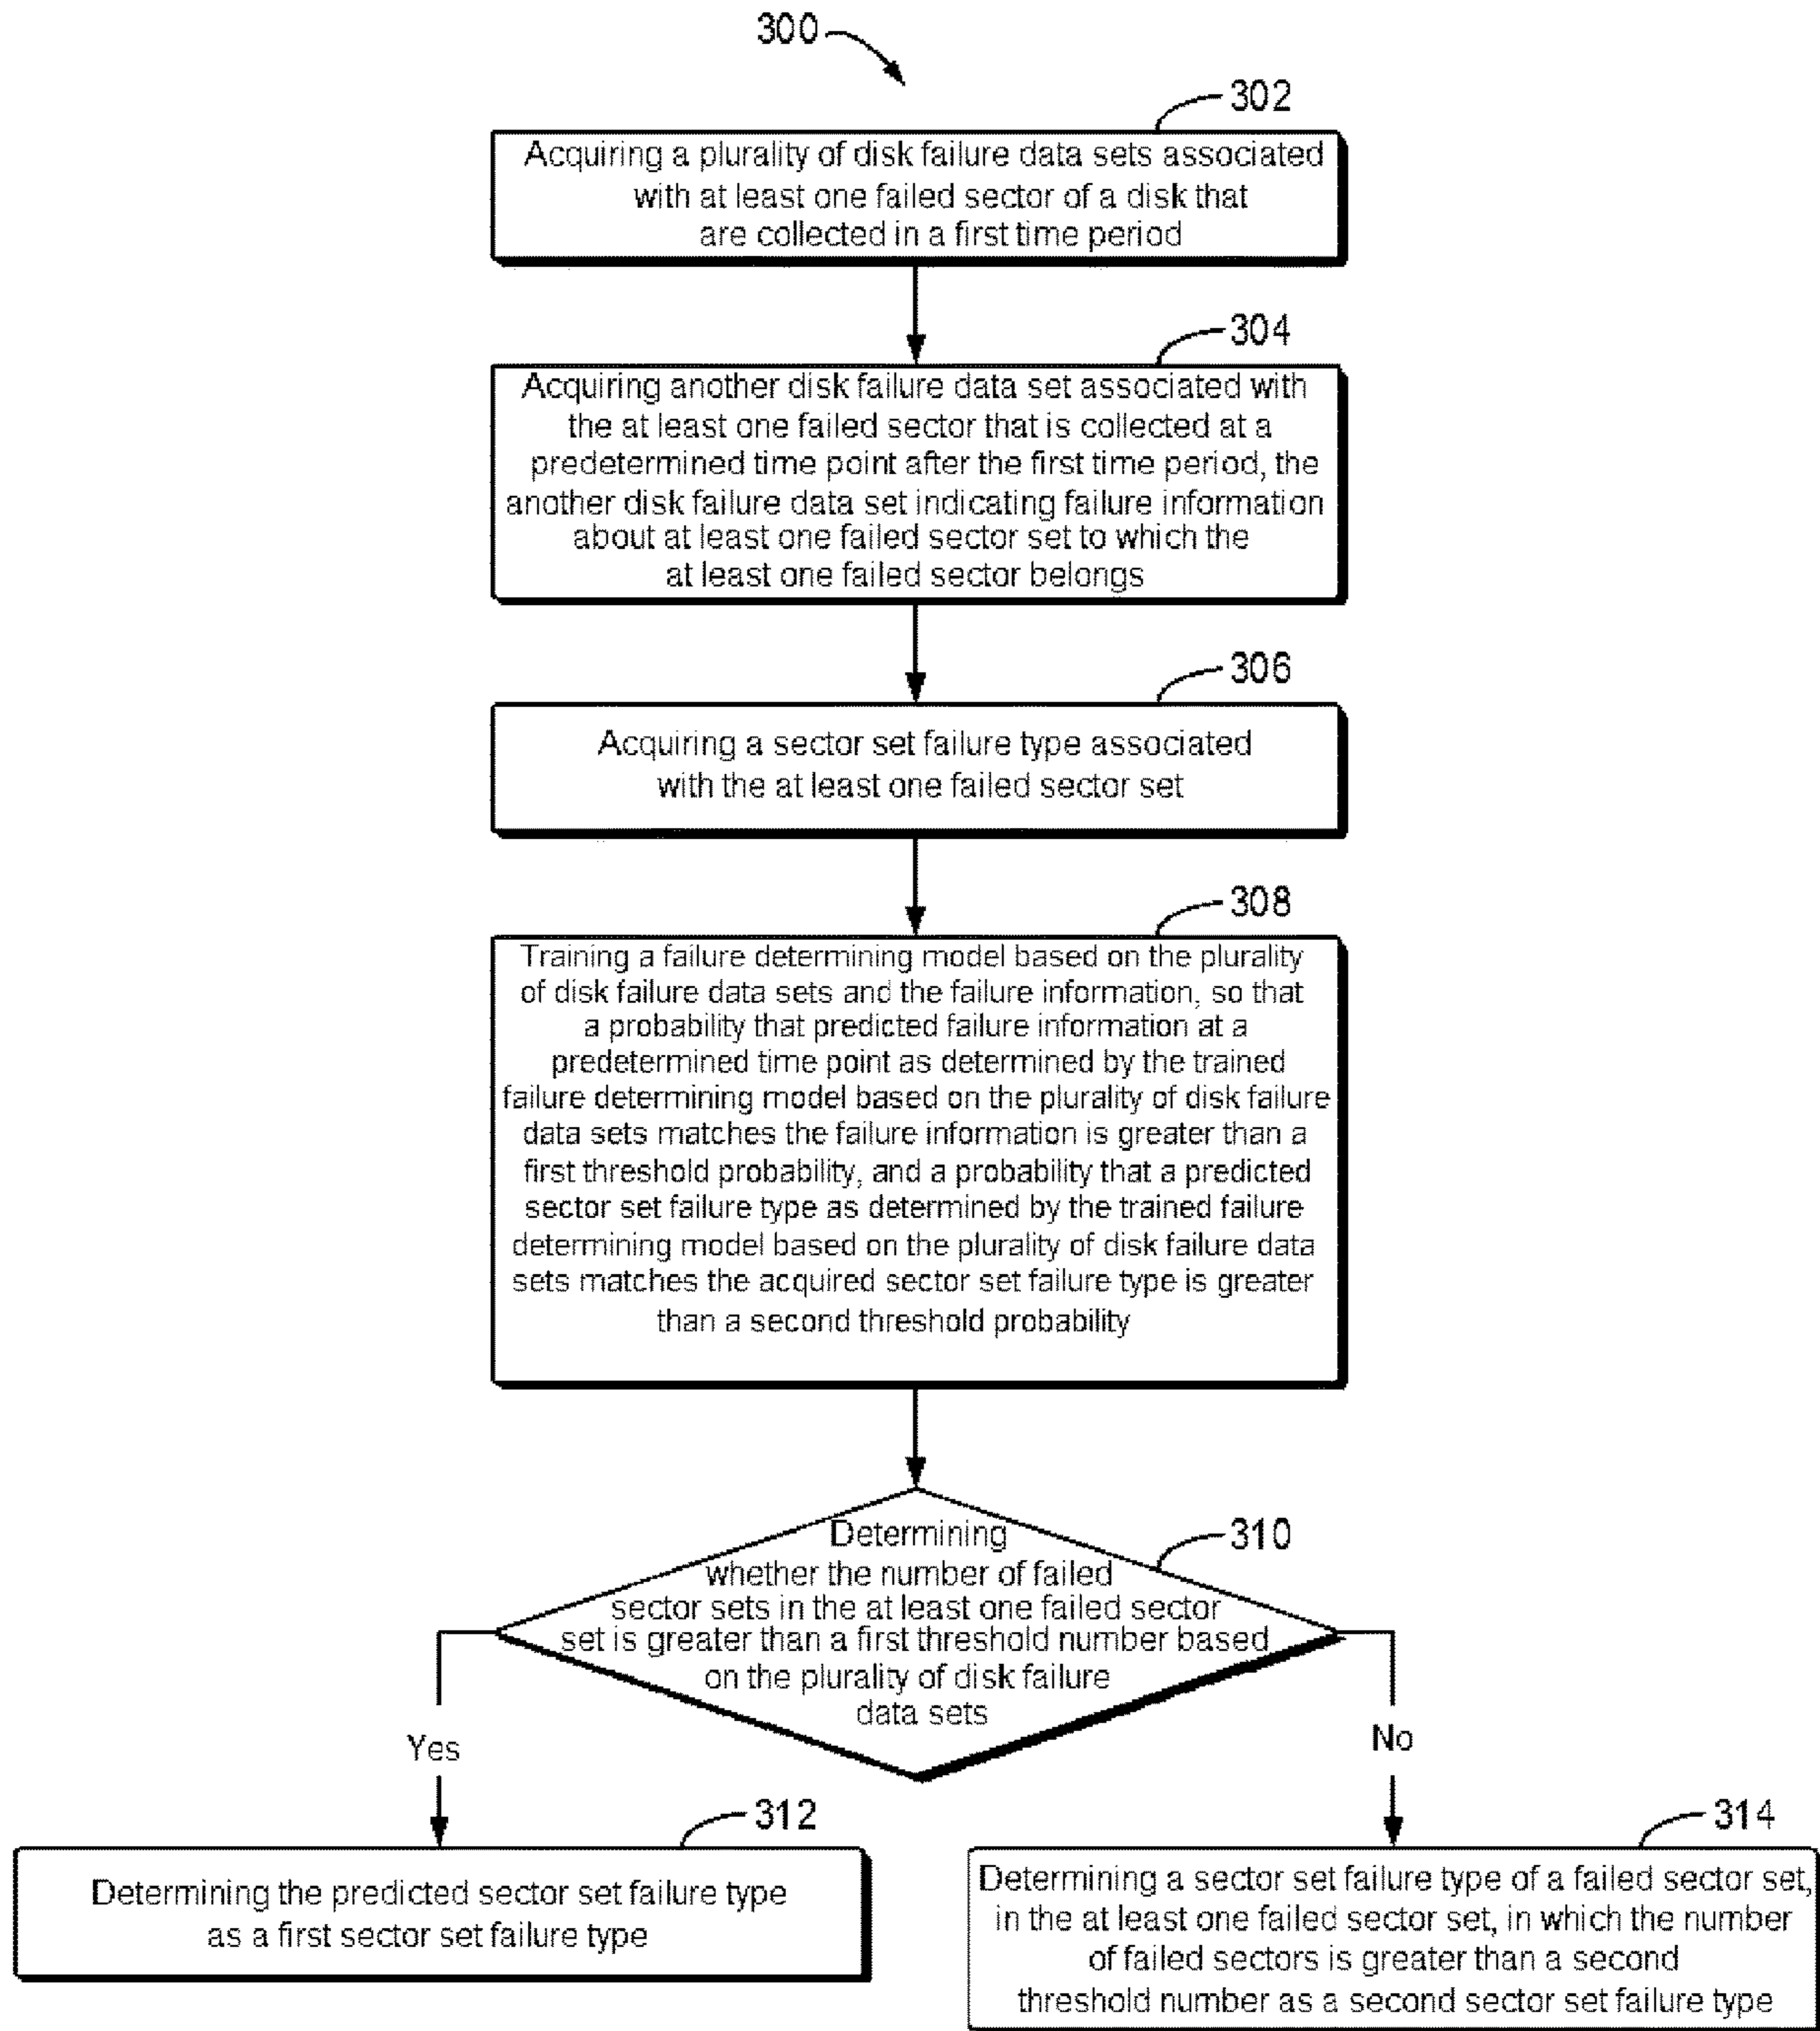 300
302
Acquiring a plurality of disk failure data sets associated
with at least one failed sector of a disk that
are collected in a first time period
304
Acquiring another disk failure data set associated with
the at least one failed sector that is collected at a
predetermined time point after the first time period, the
another disk failure data set indicating failure information
about at least one failed sector set to which the
at least one failed sector belongs
306
Acquiring a sector set failure type associated
with the at least one failed sector set
308
Training a failure determining model based on the plurality
of disk failure data sets and the failure information, so that
a probability that predicted failure information at a
predetermined time point as determined by the trained
failure determining model based on the plurality of disk failure
data sets matches the failure information is greater than a
first threshold probability, and a probability that a predicted
sector set failure type as determined by the trained failure
determining model based on the plurality of disk failure data
sets matches the acquired sector set failure type is greater
than a second threshold probability
310
Determining
whether the number of failed
sector sets in the at least one failed sector
set is greater than a first threshold number based
on the plurality of disk failure
data sets
Yes
No
312
Determining the predicted sector set failure type
as a first sector set failure type
314
Determining a sector set failure type of a failed sector set,
in the at least one failed sector set, in which the number
of failed sectors is greater than a second
threshold number as a second sector set failure type